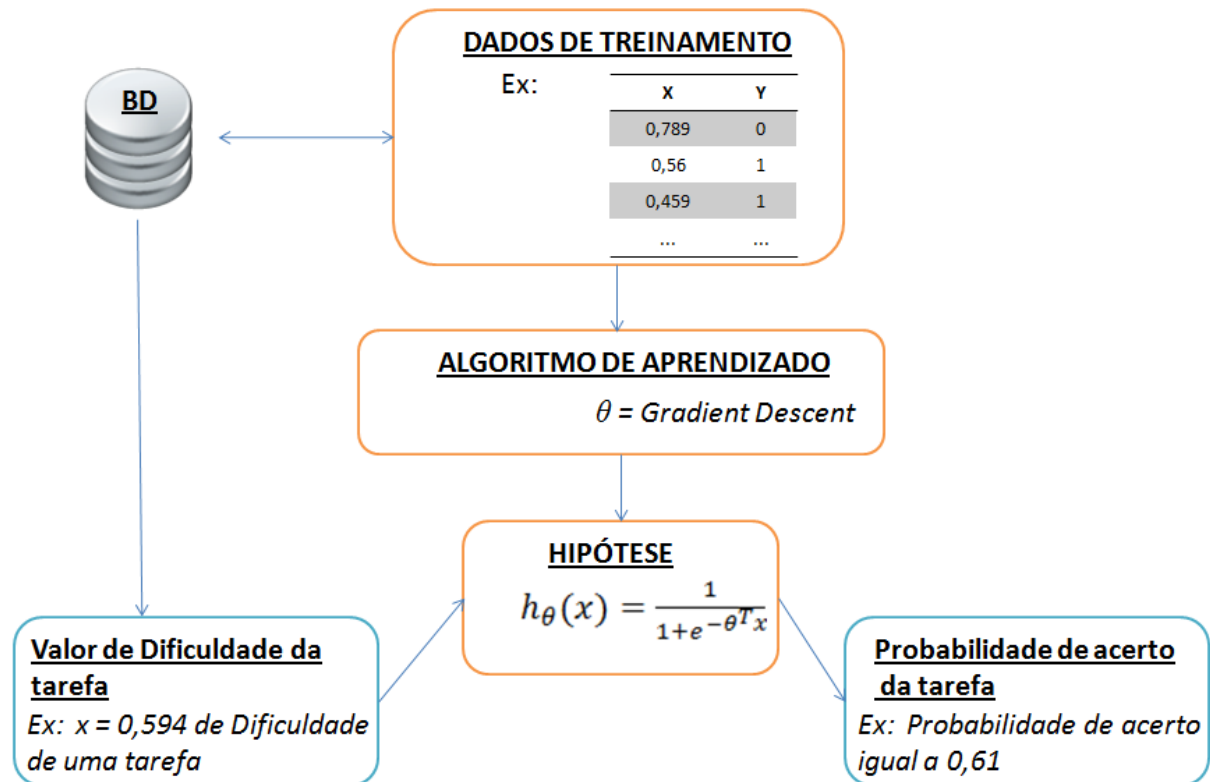 DADOS DE TREINAMENTO
BD
Ex:
X Y
0,789 0
0,56 1
0,459 1
... ...
ALGORITMO DE APRENDIZADO
θ = Gradient Descent
HIPÓTESE
hθ(x) = 1 / 1+e^−θ^T x
Valor de Dificuldade da
tarefa
Ex: x = 0,594 de Dificuldade
de uma tarefa
Probabilidade de acerto
da tarefa
Ex: Probabilidade de acerto
igual a 0,61